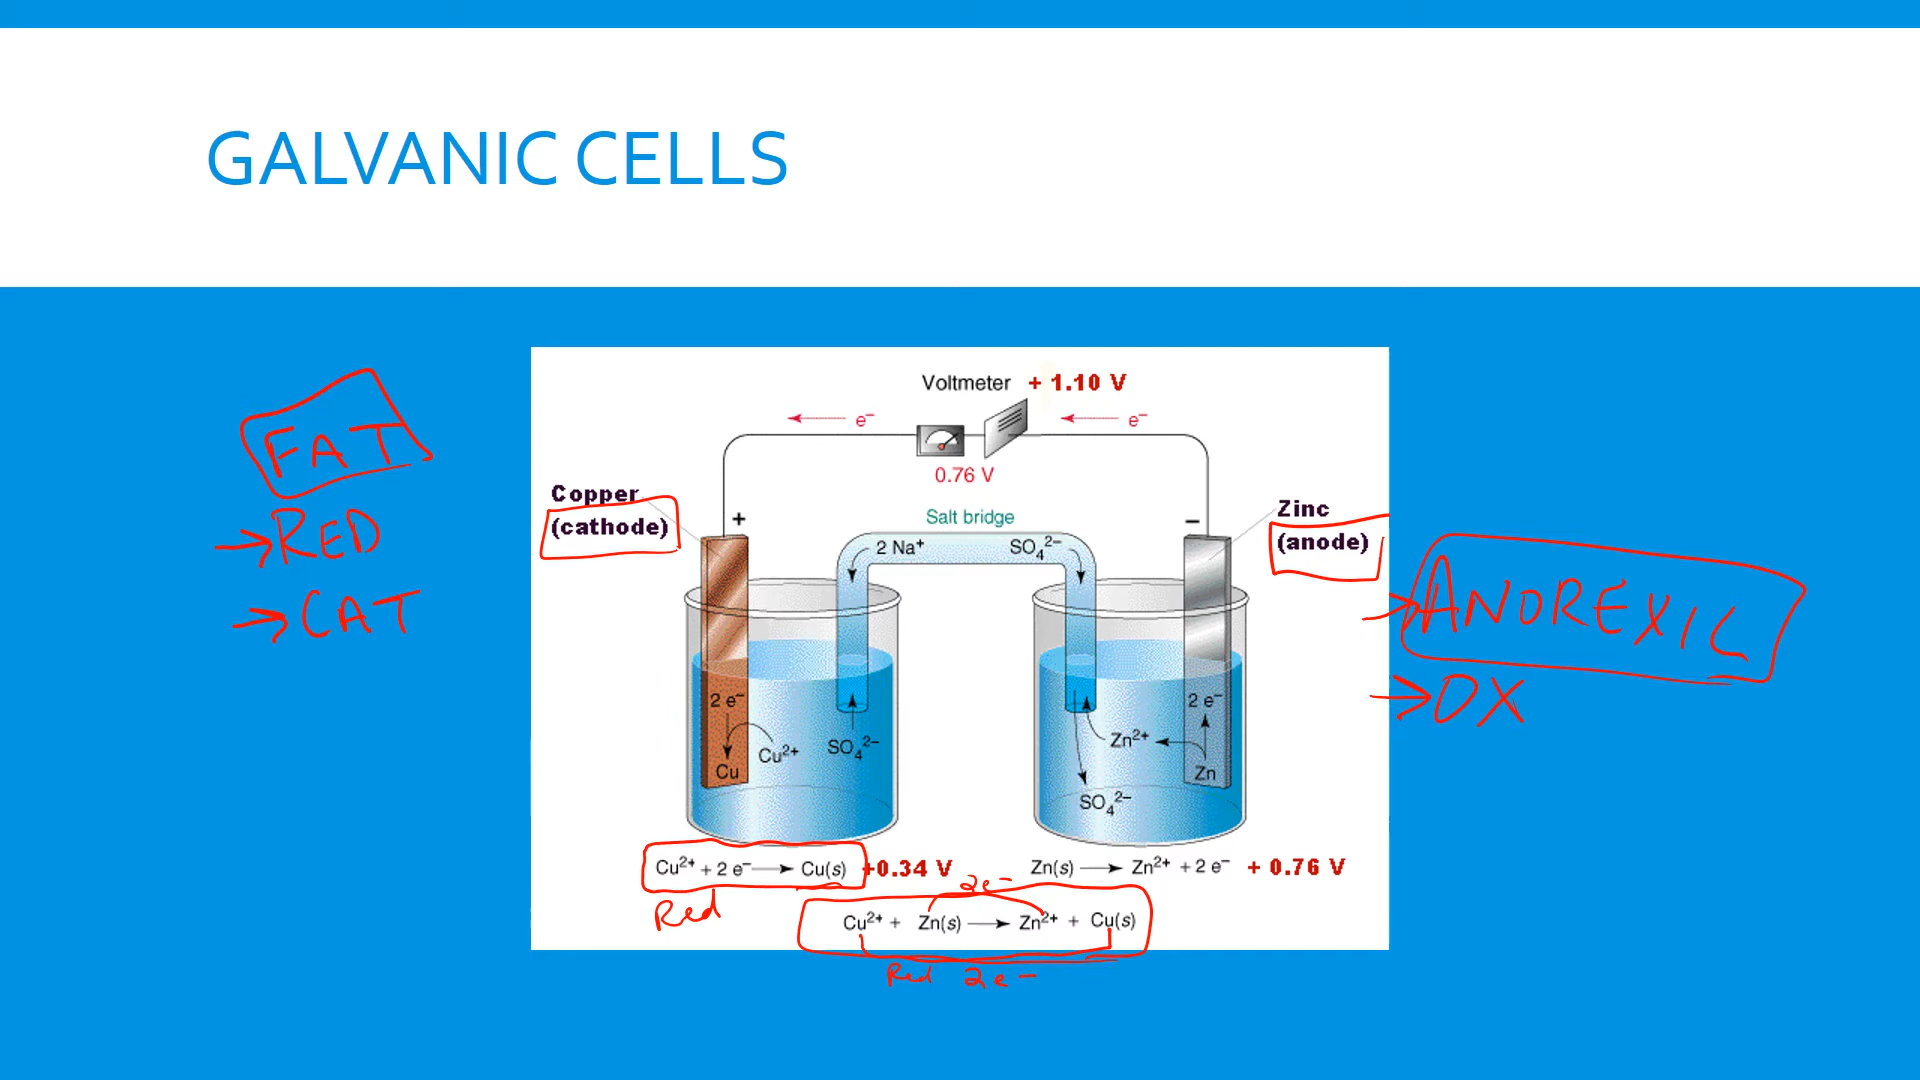 GALVANIC CELLS
Voltmeter + 1.10 V
e⁻ e⁻
0.76 V
FAT
RED
CAT
Copper
(cathode)
+
Salt bridge
2 Na⁺ SO₄²⁻
−
Zinc
(anode)
ANOREXIC
OX
2 e⁻
Cu²⁺
Cu
SO₄²⁻
2 e⁻
Zn²⁺
Zn
SO₄²⁻
Cu²⁺ + 2 e⁻ → Cu(s) +0.34 V
Zn(s) → Zn²⁺ + 2 e⁻ + 0.76 V
Red
2e⁻
Cu²⁺ + Zn(s) → Zn²⁺ + Cu(s)
Red 2e⁻